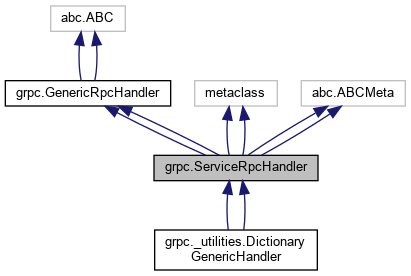 abc.ABC
grpc.GenericRpcHandler
metaclass
abc.ABCMeta
grpc.ServiceRpcHandler
grpc._utilities.Dictionary
GenericHandler